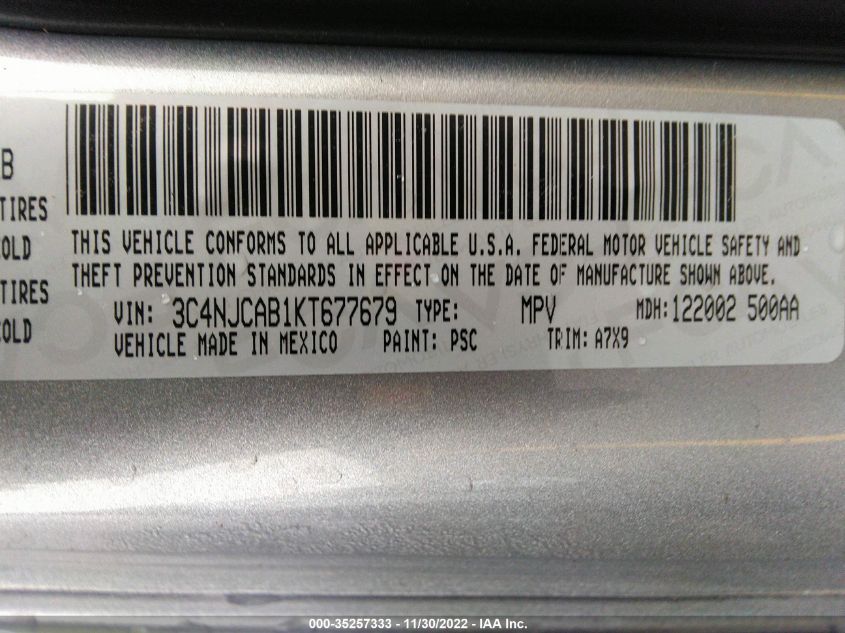 B
TIRES
COLD
TIRES
COLD
THIS VEHICLE CONFORMS TO ALL APPLICABLE U.S.A. FEDERAL MOTOR VEHICLE SAFETY AND
THEFT PREVENTION STANDARDS IN EFFECT ON THE DATE OF MANUFACTURE SHOWN ABOVE.
VIN: 3C4NJCAB1KT677679 TYPE: MPV MDH:122002 500AA
VEHICLE MADE IN MEXICO PAINT: PSC TRIM: A7X9
000-35257333 - 11/30/2022 - IAA Inc.